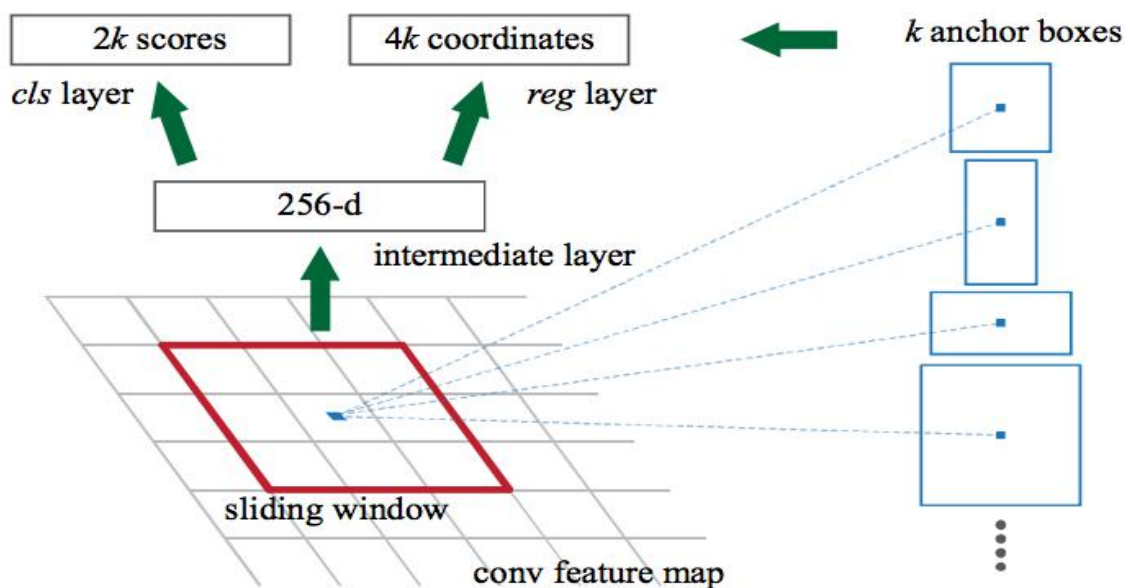 2k scores
4k coordinates
k anchor boxes
cls layer
reg layer
256-d
intermediate layer
sliding window
conv feature map